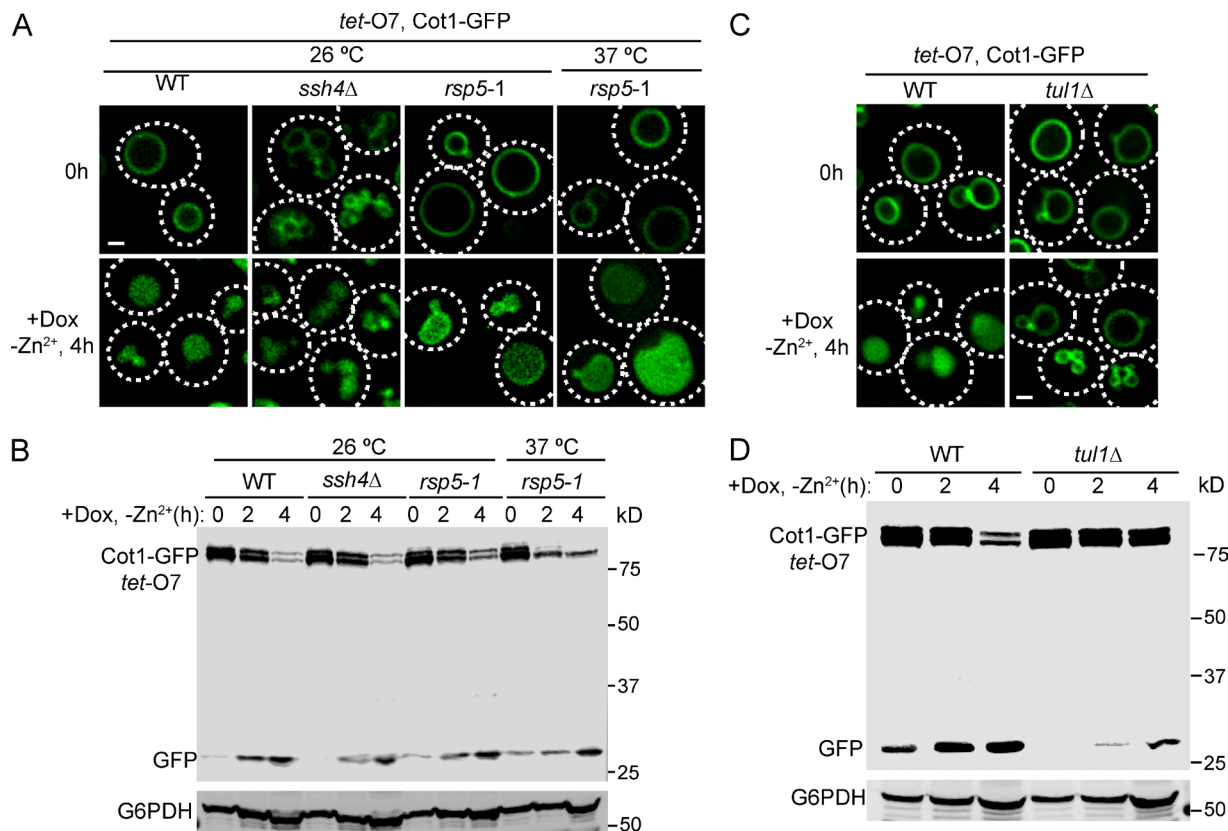 A
tet-O7, Cot1-GFP
26 ºC
37 ºC
WT
ssh4Δ
rsp5-1
rsp5-1
0h
+Dox
-Zn²⁺, 4h
B
26 ºC
37 ºC
WT
ssh4Δ
rsp5-1
rsp5-1
+Dox, -Zn²⁺(h): 0 2 4 0 2 4 0 2 4 0 2 4 kD
Cot1-GFP
tet-O7
-75
-50
-37
GFP
-25
G6PDH
-50
C
tet-O7, Cot1-GFP
WT
tul1Δ
0h
+Dox
-Zn²⁺, 4h
D
WT
tul1Δ
+Dox, -Zn²⁺(h): 0 2 4 0 2 4 kD
Cot1-GFP
tet-O7
-75
-50
-37
GFP
-25
G6PDH
-50